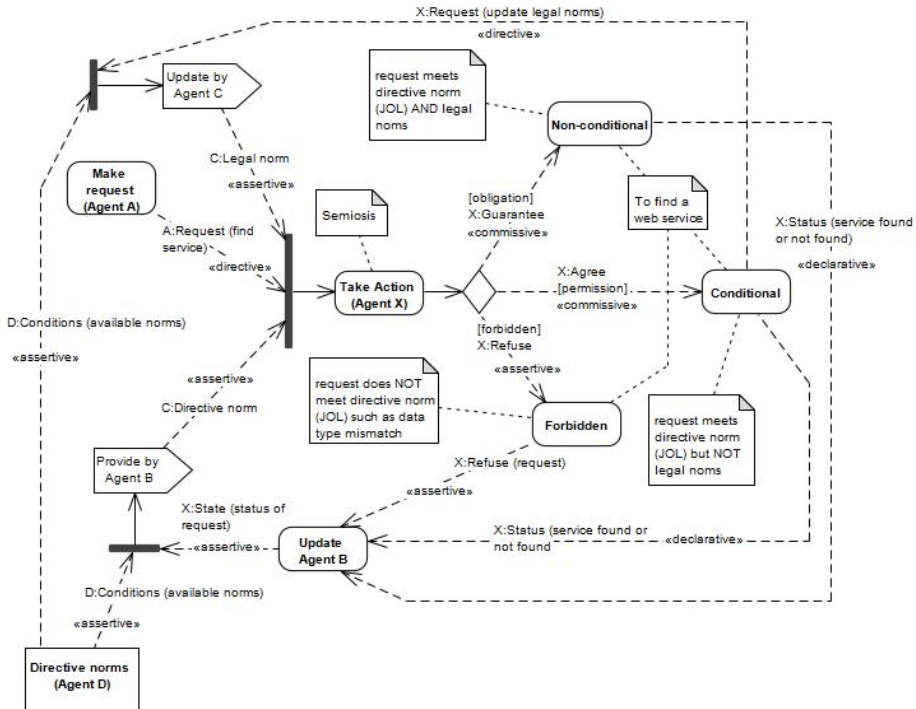 X:Request (update legal norms)
«directive»
Update by
Agent C
request meets
directive norm
(JOL) AND legal
noms
Non-conditional
C:Legal norm
«assertive»
Make
request
(Agent A)
A:Request (find
service)
«directive»
Semiosis
[obligation]
X:Guarantee
«commissive»
To find a
web service
X:Status (service found
or not found)
«declarative»
Take Action
(Agent X)
X:Agree
[permission]
«commissive»
Conditional
D:Conditions (available norms)
«assertive»
[forbidden]
X:Refuse
«assertive»
«assertive»
C:Directive norm
request does NOT
meet directive norm
(JOL) such as data
type mismatch
Forbidden
request meets
directive norm
(JOL) but NOT
legal noms
Provide by
Agent B
X:Refuse (request)
«assertive»
X:State (status of
request)
«assertive»
Update
Agent B
X:Status (service found or
not found
«declarative»
D:Conditions (available norms)
«assertive»
Directive norms
(Agent D)